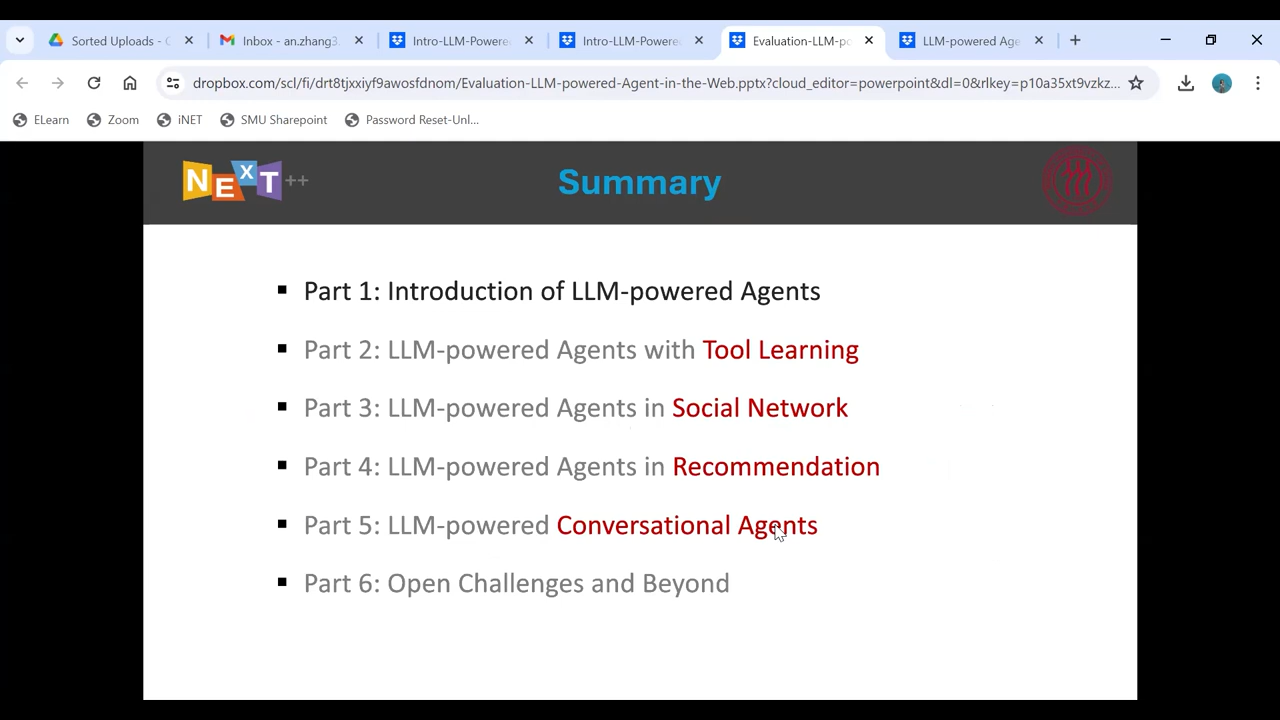 Sorted Uploads - G
Inbox - an.zhang3.
Intro-LLM-Powere
Intro-LLM-Powere
Evaluation-LLM-po
LLM-powered Age
dropbox.com/scl/fi/drt8tjxxiyf9awosfdnom/Evaluation-LLM-powered-Agent-in-the-Web.pptx?cloud_editor=powerpoint&dl=0&rlkey=p10a35xt9vzkz...
ELearn
Zoom
iNET
SMU Sharepoint
Password Reset-Unl...
NExT++
Summary
▪ Part 1: Introduction of LLM-powered Agents
▪ Part 2: LLM-powered Agents with Tool Learning
▪ Part 3: LLM-powered Agents in Social Network
▪ Part 4: LLM-powered Agents in Recommendation
▪ Part 5: LLM-powered Conversational Agents
▪ Part 6: Open Challenges and Beyond